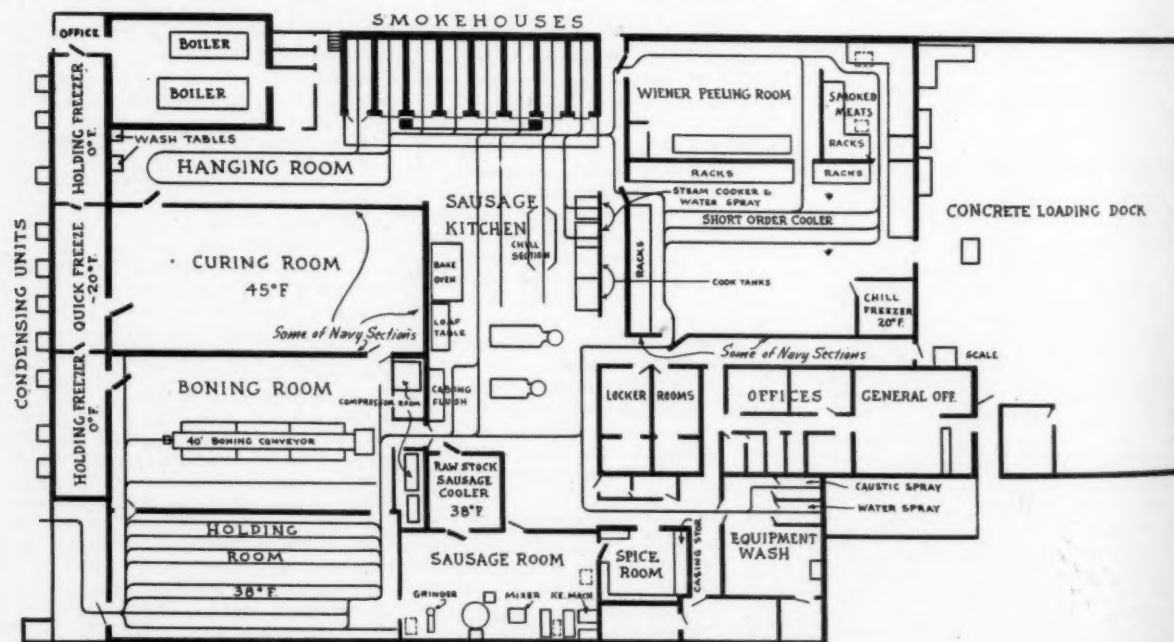 SMOKEHOUSES
OFFICE
BOILER
BOILER
HOLDING FREEZER
0°F.
WASH TABLES
HANGING ROOM
WIENER PEELING ROOM
SMOKED
MEATS
RACKS
RACKS
RACKS
STEAM COOKER &
WATER SPRAY
SHORT ORDER COOLER
CONCRETE LOADING DOCK
SAUSAGE
KITCHEN
CHILL
SECTION
RACKS
COOK TANKS
CHILL
FREEZER
20°F.
CONDENSING UNITS
QUICK FREEZE
-20°F.
CURING ROOM
45°F
BAKE
OVEN
LOAF
TABLE
Some of Navy Sections
Some of Navy Sections
SCALE
HOLDING FREEZER
0°F.
BONING ROOM
COMPRESSOR ROOM
CASING
FLUSH
40' BONING CONVEYOR
LOCKER ROOMS
OFFICES
GENERAL OFF.
RAW STOCK
SAUSAGE
COOLER
38°F.
CAUSTIC SPRAY
WATER SPRAY
HOLDING
ROOM
38°F.
SAUSAGE ROOM
SPICE
ROOM
CASING STOR.
EQUIPMENT
WASH
GRINDER
MIXER
ICE MACH.